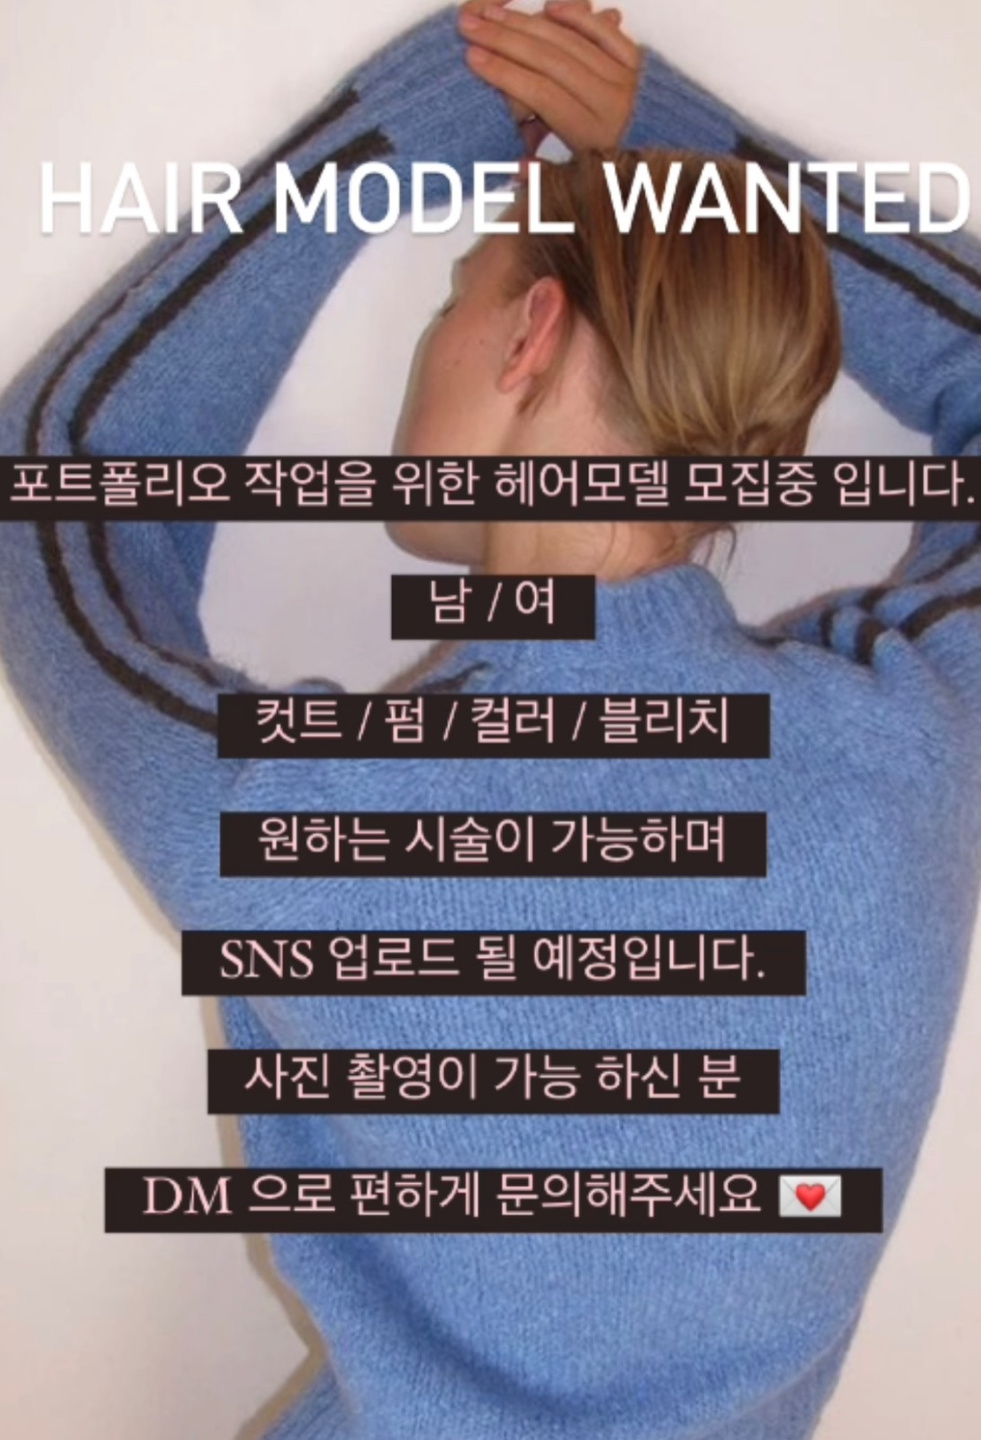 HAIR MODEL WANTED
포트폴리오 작업을 위한 헤어모델 모집중 입니다.
남 / 여
컷트 / 펌 / 컬러 / 블리치
원하는 시술이 가능하며
SNS 업로드 될 예정입니다.
사진 촬영이 가능 하신 분
DM 으로 편하게 문의해주세요 💌